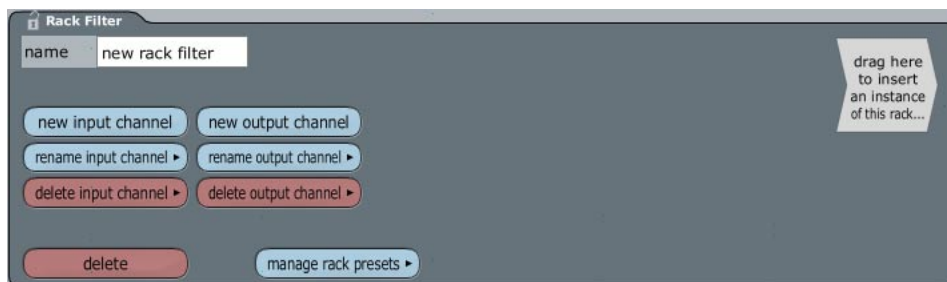 Rack Filter
name new rack filter
drag here
to insert
an instance
of this rack...
new input channel new output channel
rename input channel ▸ rename output channel ▸
delete input channel ▸ delete output channel ▸
delete manage rack presets ▸